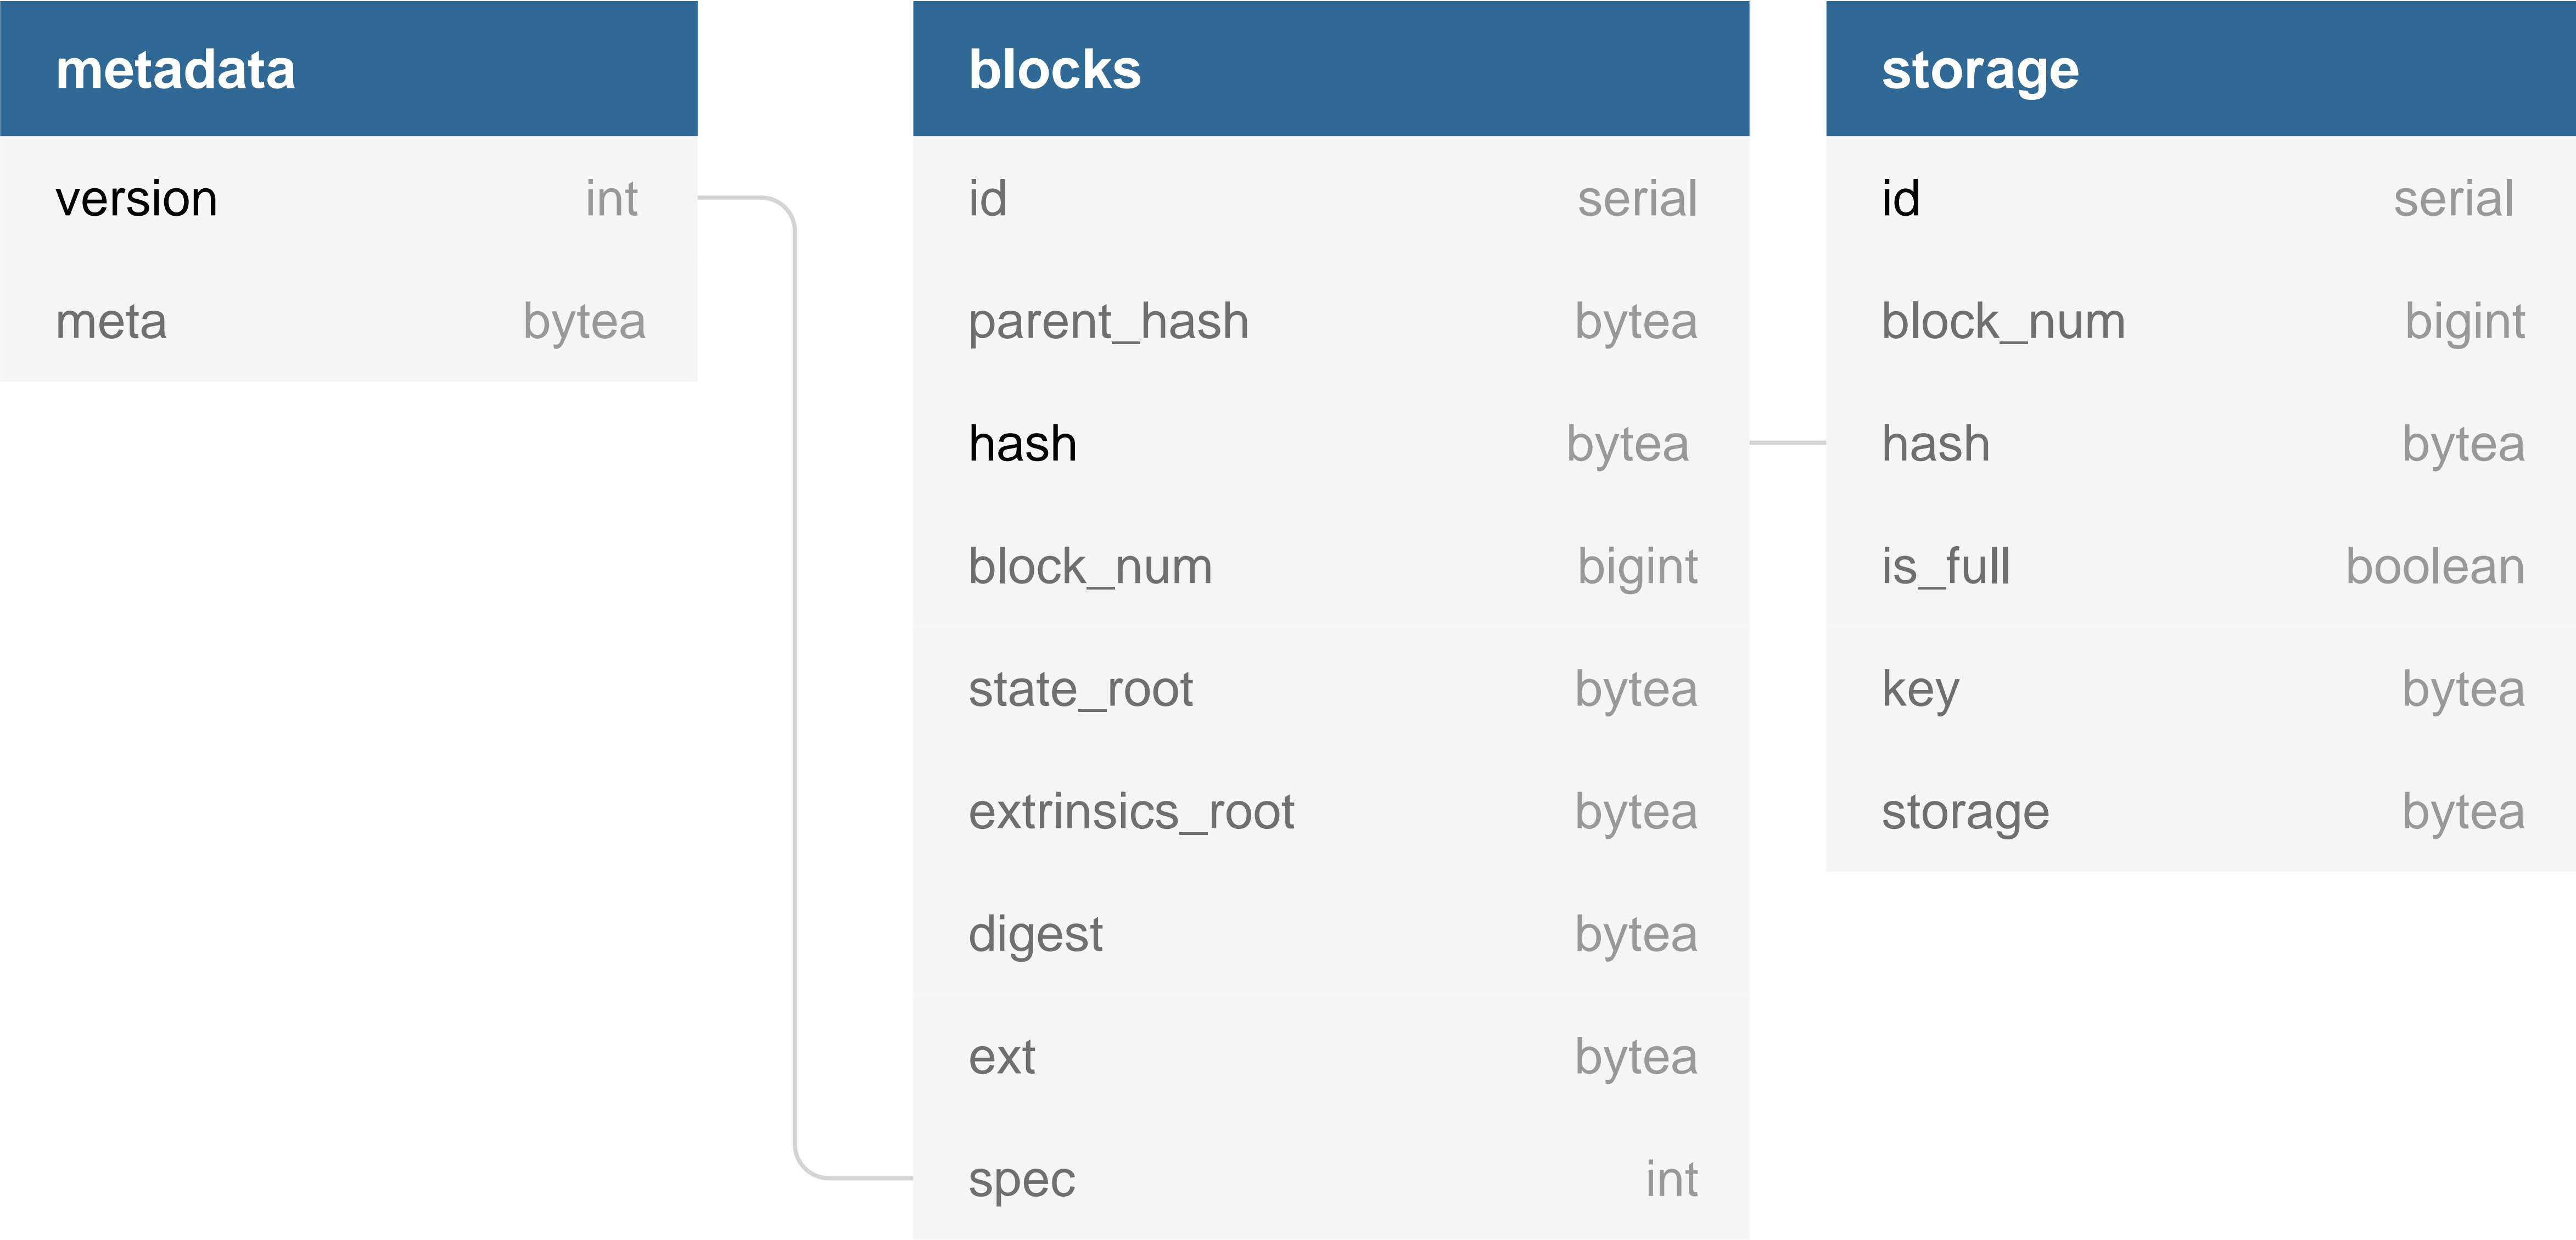 metadata
version int
meta bytea
blocks
id serial
parent_hash bytea
hash bytea
block_num bigint
state_root bytea
extrinsics_root bytea
digest bytea
ext bytea
spec int
storage
id serial
block_num bigint
hash bytea
is_full boolean
key bytea
storage bytea